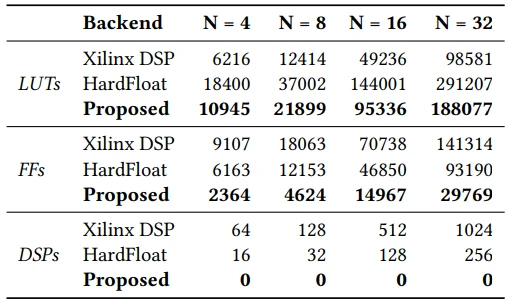 Backend N = 4 N = 8 N = 16 N = 32
Xilinx DSP 6216 12414 49236 98581
LUTs HardFloat 18400 37002 144001 291207
Proposed 10945 21899 95336 188077
Xilinx DSP 9107 18063 70738 141314
FFs HardFloat 6163 12153 46850 93190
Proposed 2364 4624 14967 29769
Xilinx DSP 64 128 512 1024
DSPs HardFloat 16 32 128 256
Proposed 0 0 0 0